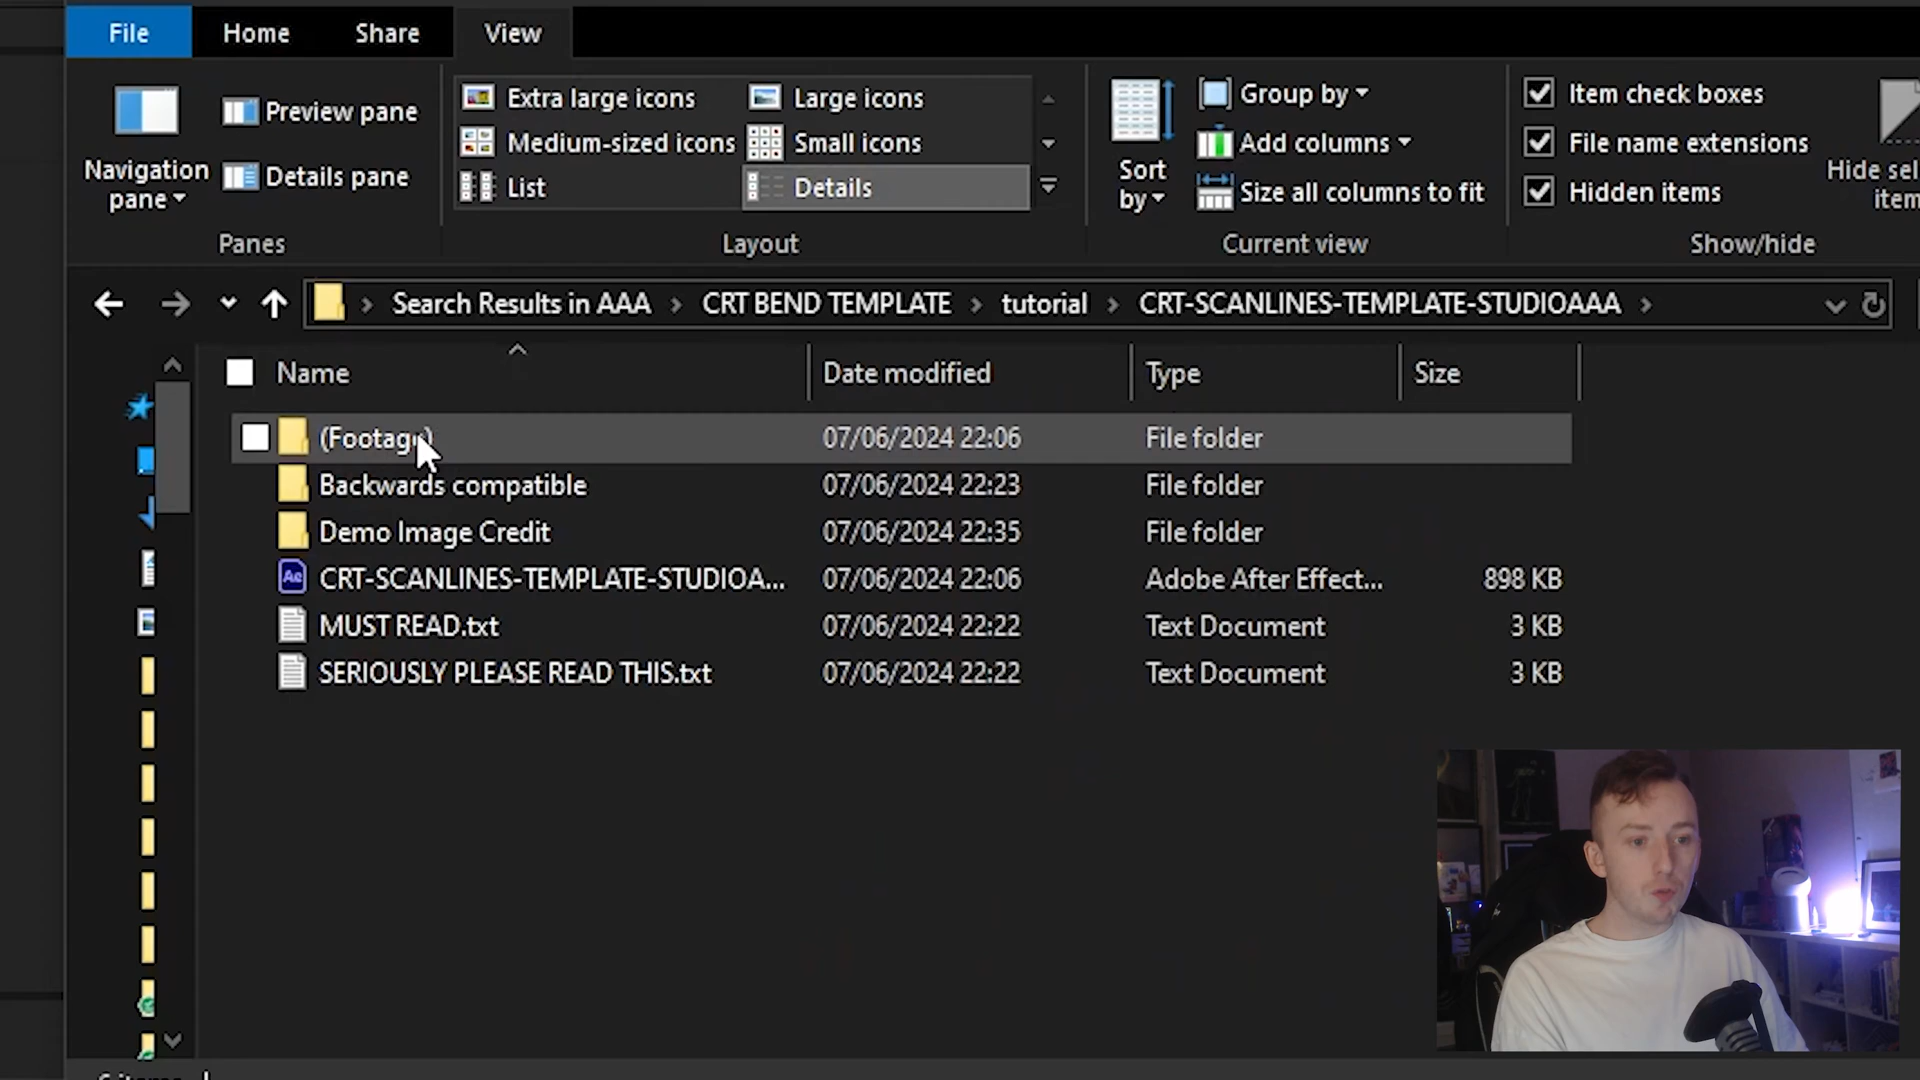 File Home Share View
Navigation pane
Preview pane
Details pane
Panes
Extra large icons Large icons
Medium-sized icons Small icons
List Details
Layout
Sort by
Group by
Add columns
Size all columns to fit
Current view
Item check boxes
File name extensions
Hidden items
Hide sel
item
Show/hide
Search Results in AAA > CRT BEND TEMPLATE > tutorial > CRT-SCANLINES-TEMPLATE-STUDIOAAA >
Name Date modified Type Size
(Footage) 07/06/2024 22:06 File folder
Backwards compatible 07/06/2024 22:23 File folder
Demo Image Credit 07/06/2024 22:35 File folder
Ae CRT-SCANLINES-TEMPLATE-STUDIOA... 07/06/2024 22:06 Adobe After Effect... 898 KB
MUST READ.txt 07/06/2024 22:22 Text Document 3 KB
SERIOUSLY PLEASE READ THIS.txt 07/06/2024 22:22 Text Document 3 KB